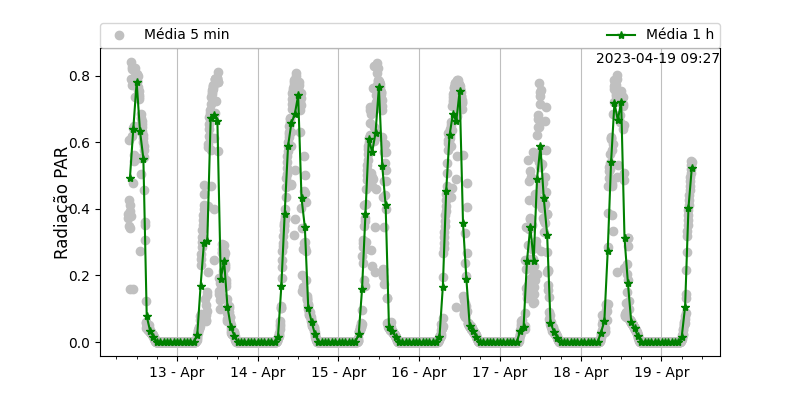 Média 5 min
Média 1 h
2023-04-19 09:27
Radiação PAR
0.8
0.6
0.4
0.2
0.0
13 - Apr
14 - Apr
15 - Apr
16 - Apr
17 - Apr
18 - Apr
19 - Apr